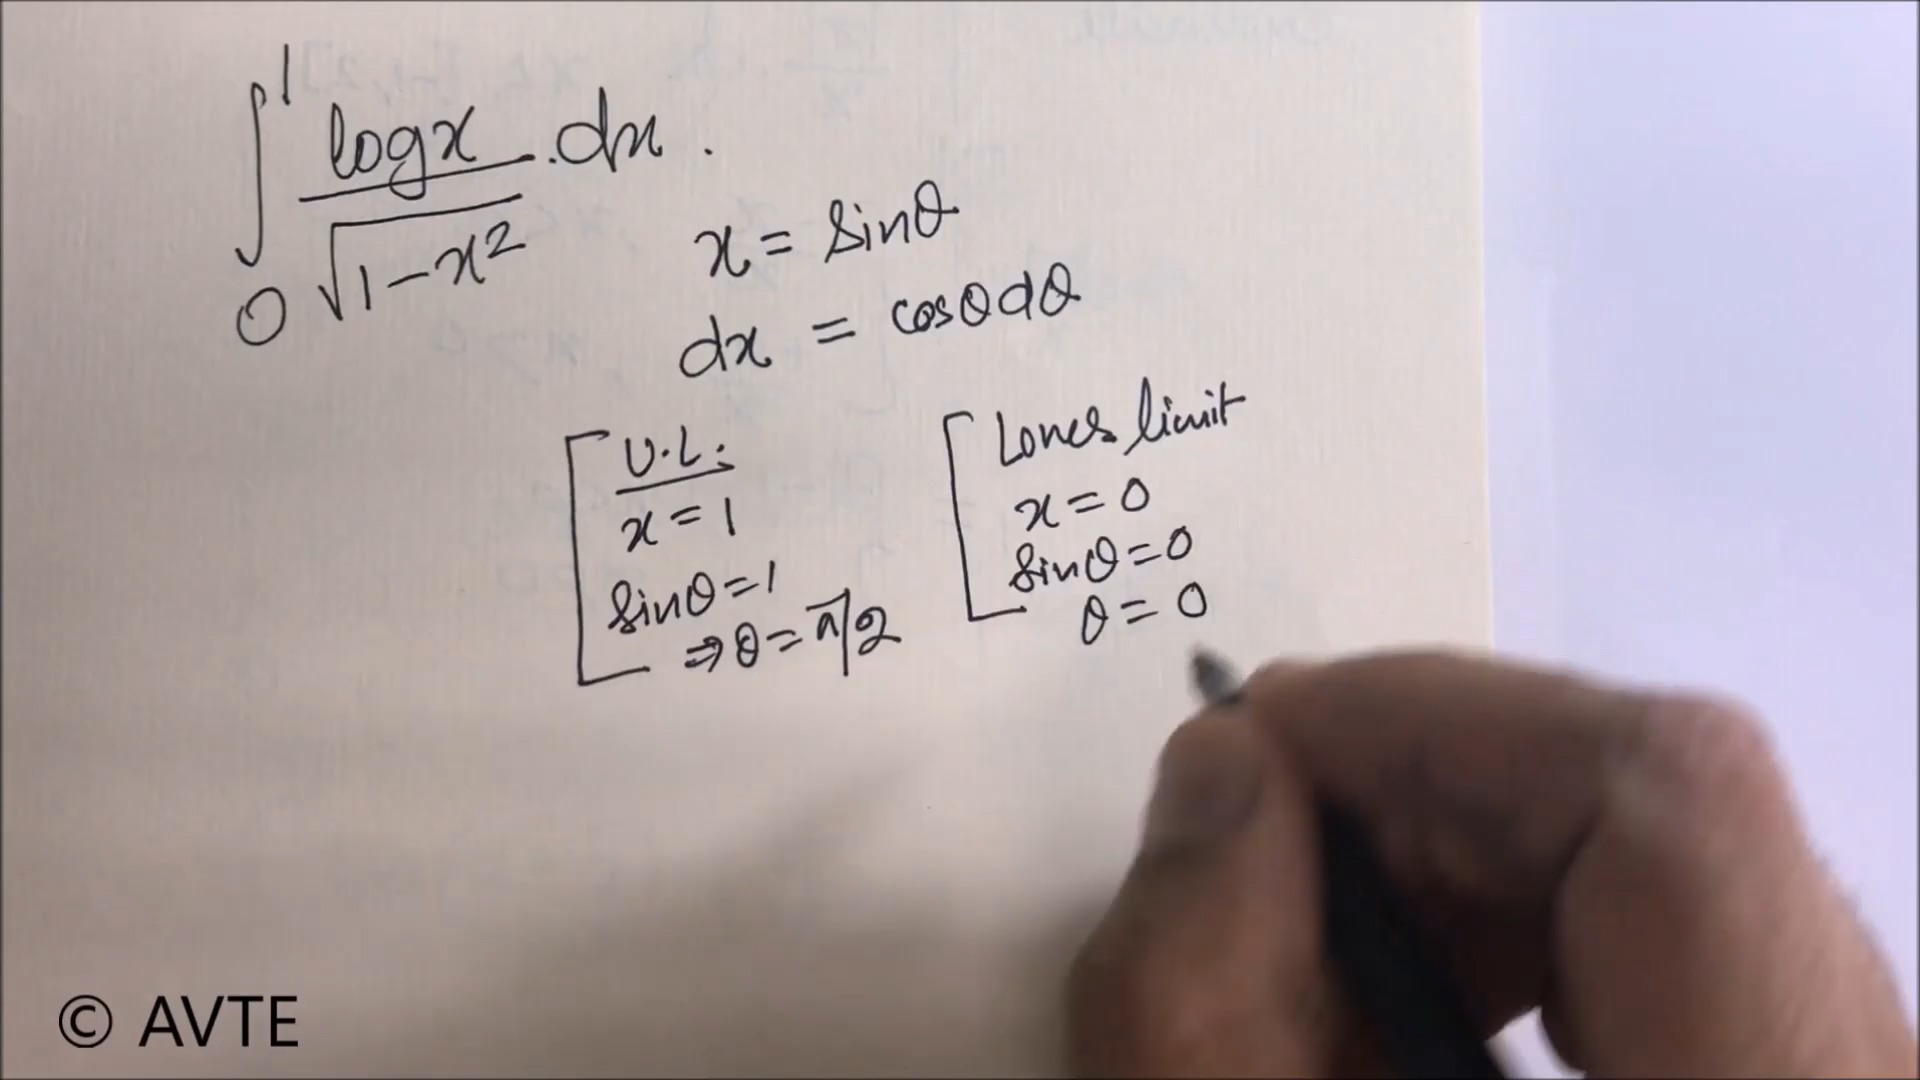 ∫₀¹ logx / √(1-x²) .dx .
x = sinθ
dx = cosθdθ
U.L.
x = 1
sinθ=1
⇒θ=π/2
Lower limit
x = 0
sinθ=0
θ = 0
© AVTE